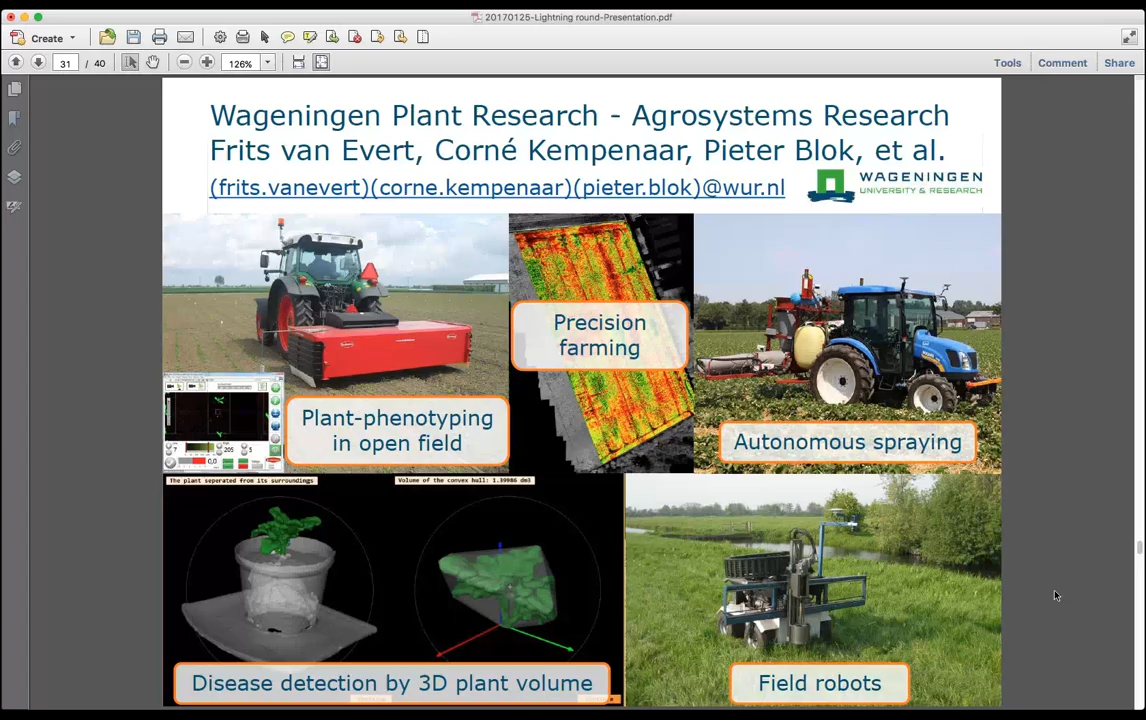 20170125-Lightning round-Presentation.pdf
Create
31 / 40
126%
Tools Comment Share
Wageningen Plant Research - Agrosystems Research
Frits van Evert, Corné Kempenaar, Pieter Blok, et al.
(frits.vanevert)(corne.kempenaar)(pieter.blok)@wur.nl
WAGENINGEN
UNIVERSITY & RESEARCH
Precision
farming
Plant-phenotyping
in open field
Autonomous spraying
The plant seperated from its surroundings
Volume of the convex hull: 1.39986 dm3
Disease detection by 3D plant volume
Field robots